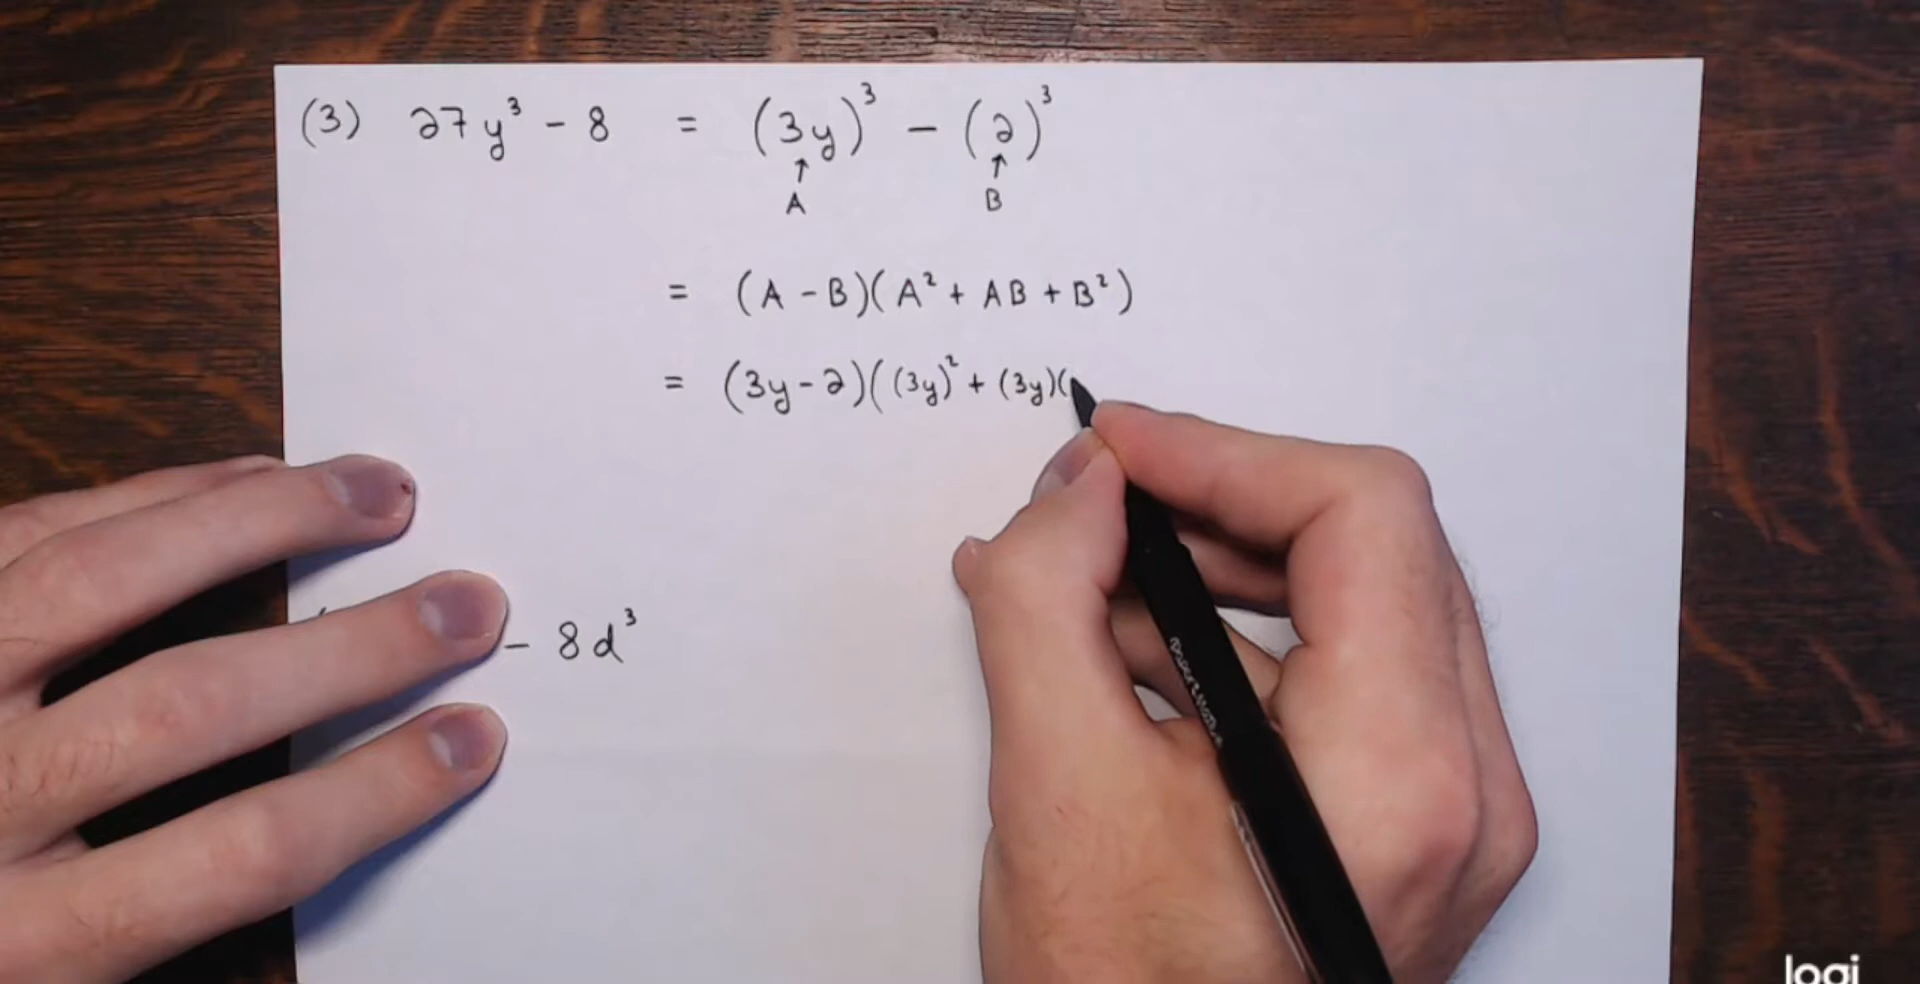 (3) 27y³ - 8 = (3y)³ - (2)³
↑ ↑
A B
= (A - B)(A² + AB + B²)
= (3y - 2)((3y)² + (3y)(
- 8d³
logi